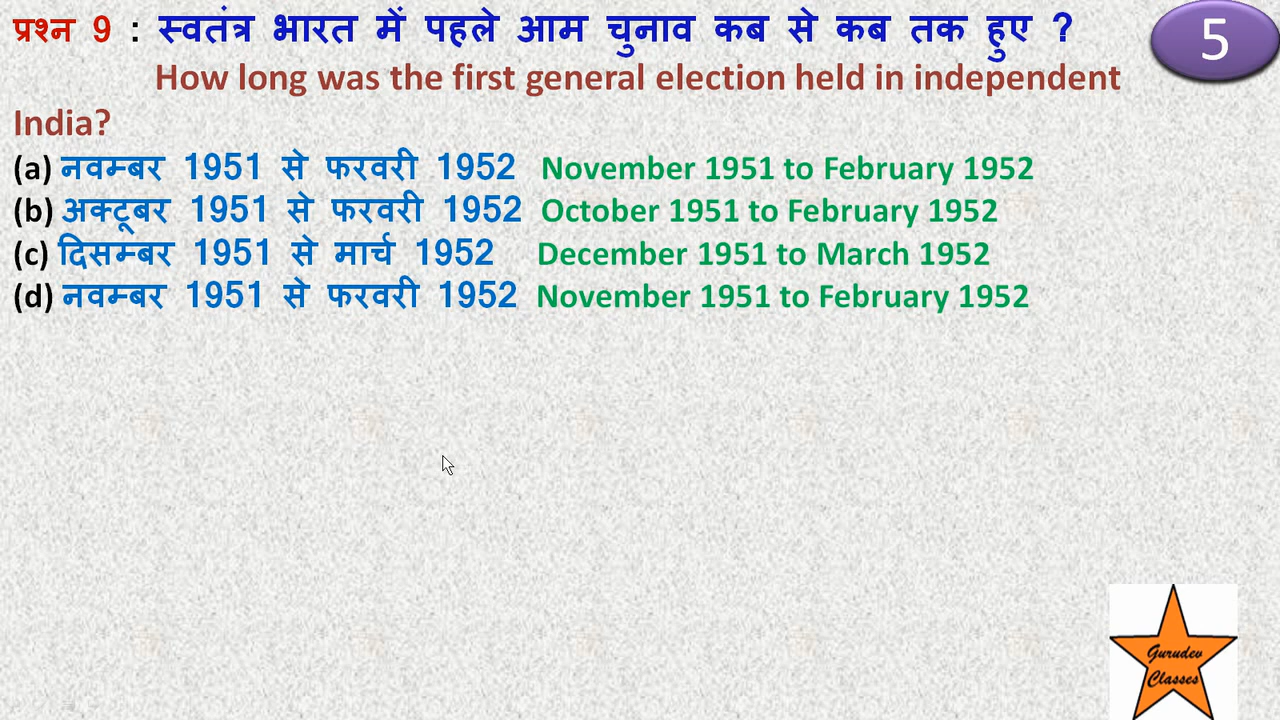 प्रश्न 9 : स्वतंत्र भारत में पहले आम चुनाव कब से कब तक हुए ?
5
How long was the first general election held in independent
India?
(a) नवम्बर 1951 से फरवरी 1952 November 1951 to February 1952
(b) अक्टूबर 1951 से फरवरी 1952 October 1951 to February 1952
(c) दिसम्बर 1951 से मार्च 1952 December 1951 to March 1952
(d) नवम्बर 1951 से फरवरी 1952 November 1951 to February 1952
Gurudev
Classes